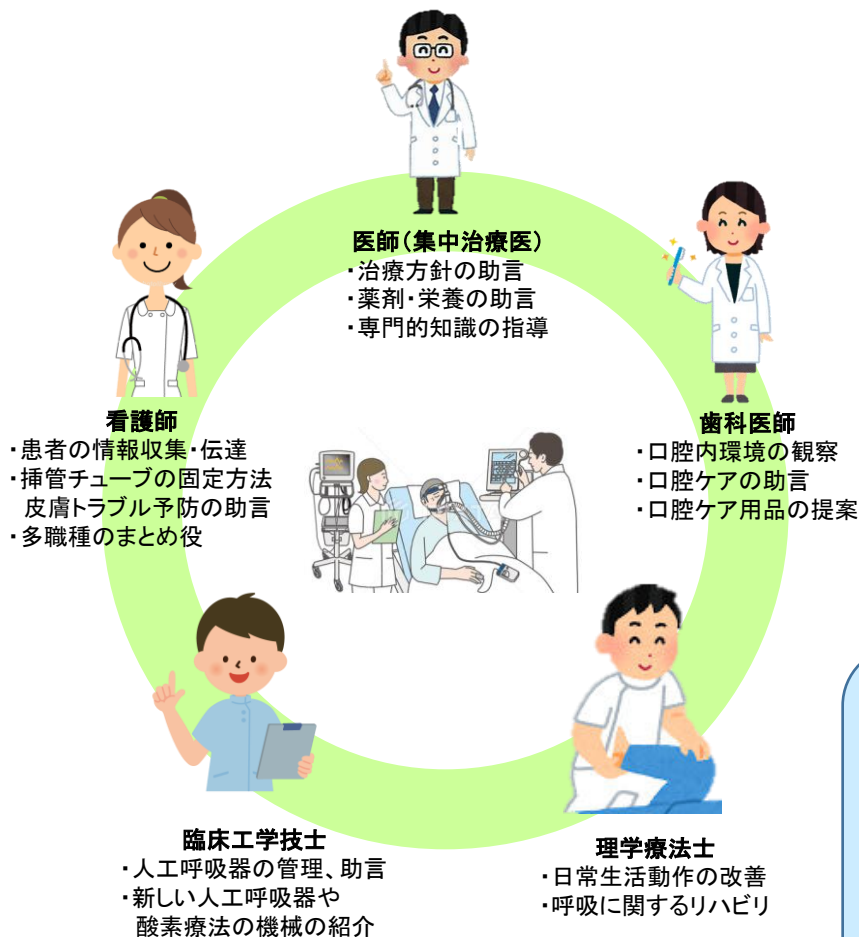 医師（集中治療医）
・治療方針の助言
・薬剤・栄養の助言
・専門的知識の指導
看護師
・患者の情報収集・伝達
・挿管チューブの固定方法
皮膚トラブル予防の助言
・多職種のまとめ役
歯科医師
・口腔内環境の観察
・口腔ケアの助言
・口腔ケア用品の提案
臨床工学技士
・人工呼吸器の管理、助言
・新しい人工呼吸器や
酸素療法の機械の紹介
理学療法士
・日常生活動作の改善
・呼吸に関するリハビリ